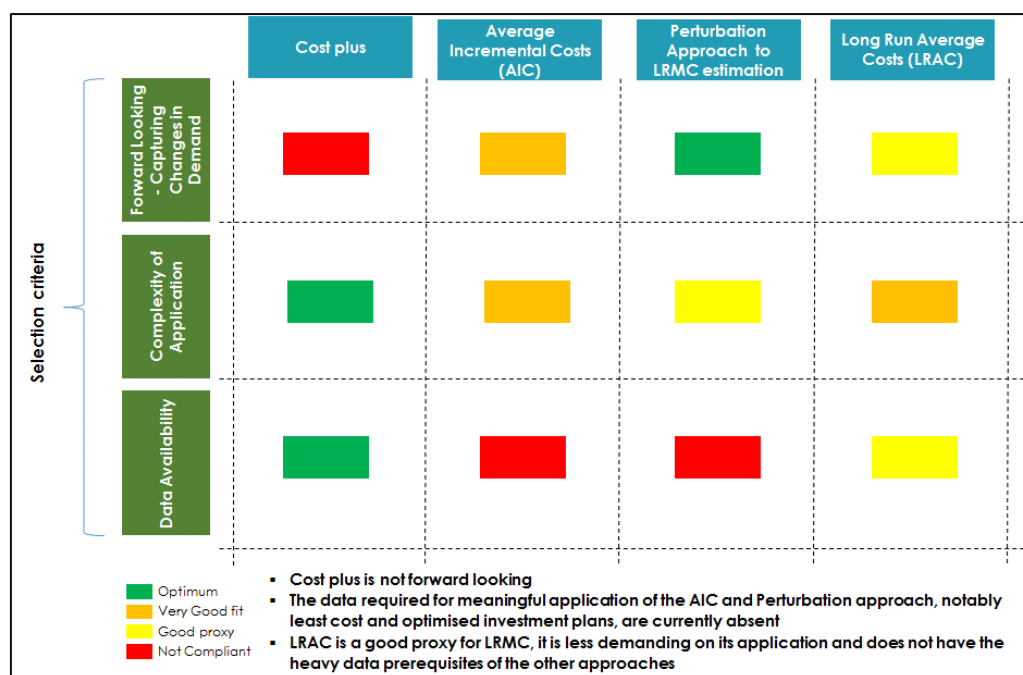 Cost plus
Average
Incremental Costs
(AIC)
Perturbation
Approach to
LRMC estimation
Long Run Average
Costs (LRAC)
Selection criteria
Forward Looking
- Capturing
Changes in
Demand
Complexity of
Application
Data Availability
Optimum
Very Good fit
Good proxy
Not Compliant
▪ Cost plus is not forward looking
▪ The data required for meaningful application of the AIC and Perturbation approach, notably
least cost and optimised investment plans, are currently absent
▪ LRAC is a good proxy for LRMC, it is less demanding on its application and does not have the
heavy data prerequisites of the other approaches